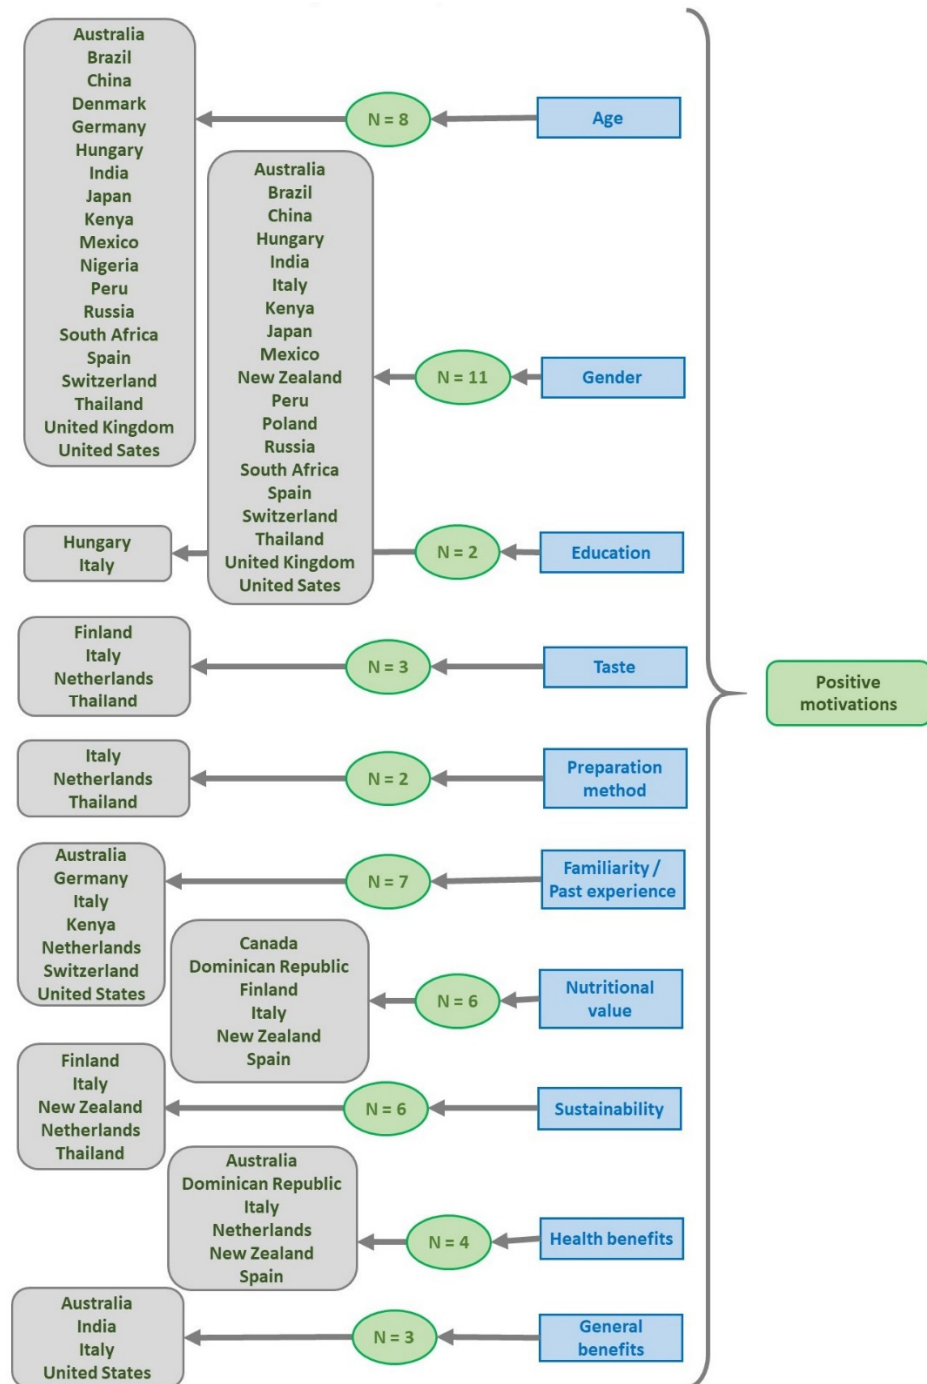 Australia
Brazil
China
Denmark
Germany
Hungary
India
Japan
Kenya
Mexico
Nigeria
Peru
Russia
South Africa
Spain
Switzerland
Thailand
United Kingdom
United Sates
N = 8
Age
Australia
Brazil
China
Hungary
India
Italy
Kenya
Japan
Mexico
New Zealand
Peru
Poland
Russia
South Africa
Spain
Switzerland
Thailand
United Kingdom
United Sates
N = 11
Gender
Hungary
Italy
N = 2
Education
Finland
Italy
Netherlands
Thailand
N = 3
Taste
Positive
motivations
Italy
Netherlands
Thailand
N = 2
Preparation
method
Australia
Germany
Italy
Kenya
Netherlands
Switzerland
United States
N = 7
Familiarity /
Past experience
Canada
Dominican Republic
Finland
Italy
New Zealand
Spain
N = 6
Nutritional
value
Finland
Italy
New Zealand
Netherlands
Thailand
N = 6
Sustainability
Australia
Dominican Republic
Italy
Netherlands
New Zealand
Spain
N = 4
Health benefits
Australia
India
Italy
United States
N = 3
General
benefits